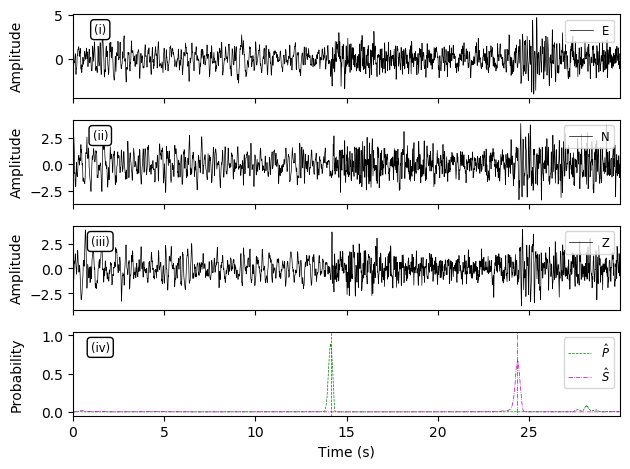 Amplitude
5
0
(i)
E
Amplitude
2.5
0.0
−2.5
(ii)
N
Amplitude
2.5
0.0
−2.5
(iii)
Z
Probability
1.0
0.5
0.0
(iv)
P̂
Ŝ
0 5 10 15 20 25
Time (s)